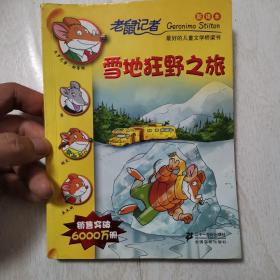 老鼠记者
新译本
Geronimo Stilton
最好的儿童文学桥梁书
雪地狂野之旅
销售突破
6000万册
二十一世纪出版社